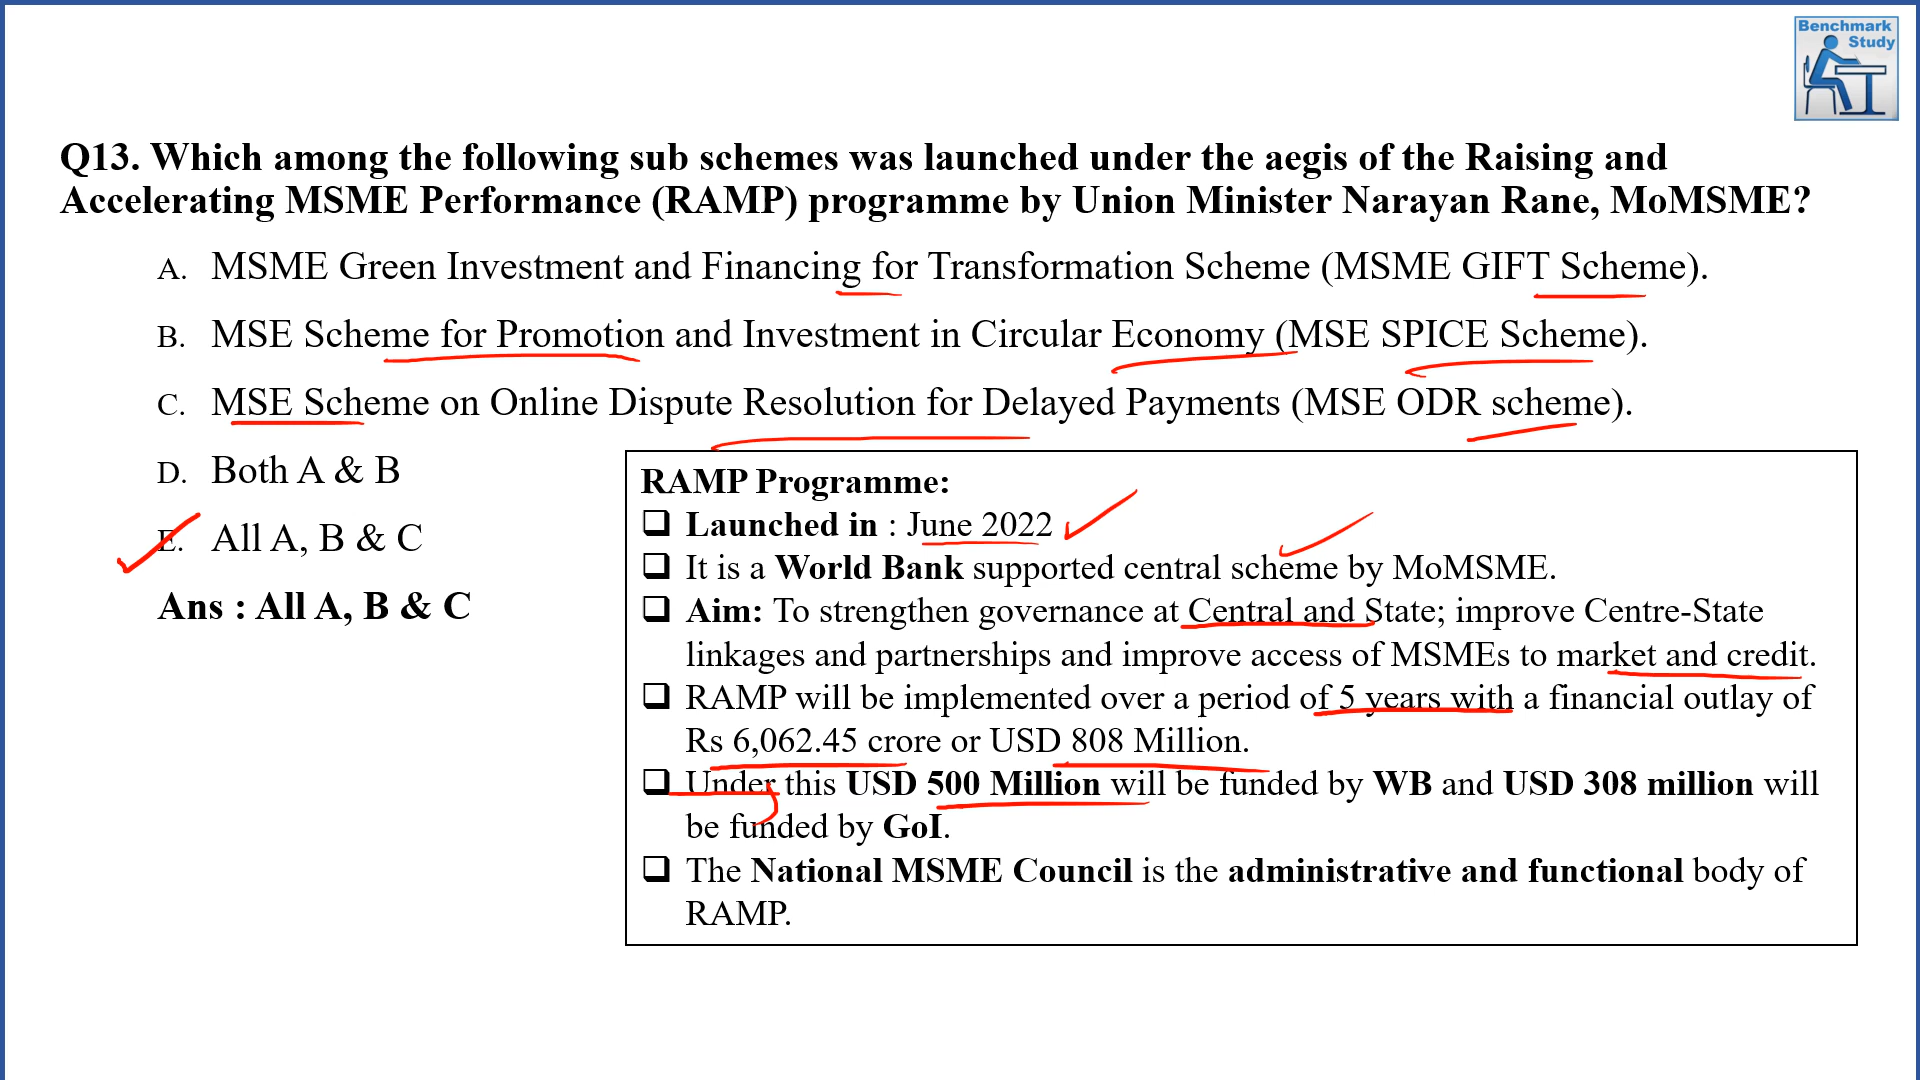 Benchmark
Study
Q13. Which among the following sub schemes was launched under the aegis of the Raising and
Accelerating MSME Performance (RAMP) programme by Union Minister Narayan Rane, MoMSME?
A. MSME Green Investment and Financing for Transformation Scheme (MSME GIFT Scheme).
B. MSE Scheme for Promotion and Investment in Circular Economy (MSE SPICE Scheme).
C. MSE Scheme on Online Dispute Resolution for Delayed Payments (MSE ODR scheme).
D. Both A & B
E. All A, B & C
Ans : All A, B & C
RAMP Programme:
❑ Launched in : June 2022
❑ It is a World Bank supported central scheme by MoMSME.
❑ Aim: To strengthen governance at Central and State; improve Centre-State
linkages and partnerships and improve access of MSMEs to market and credit.
❑ RAMP will be implemented over a period of 5 years with a financial outlay of
Rs 6,062.45 crore or USD 808 Million.
❑ Under this USD 500 Million will be funded by WB and USD 308 million will
be funded by GoI.
❑ The National MSME Council is the administrative and functional body of
RAMP.